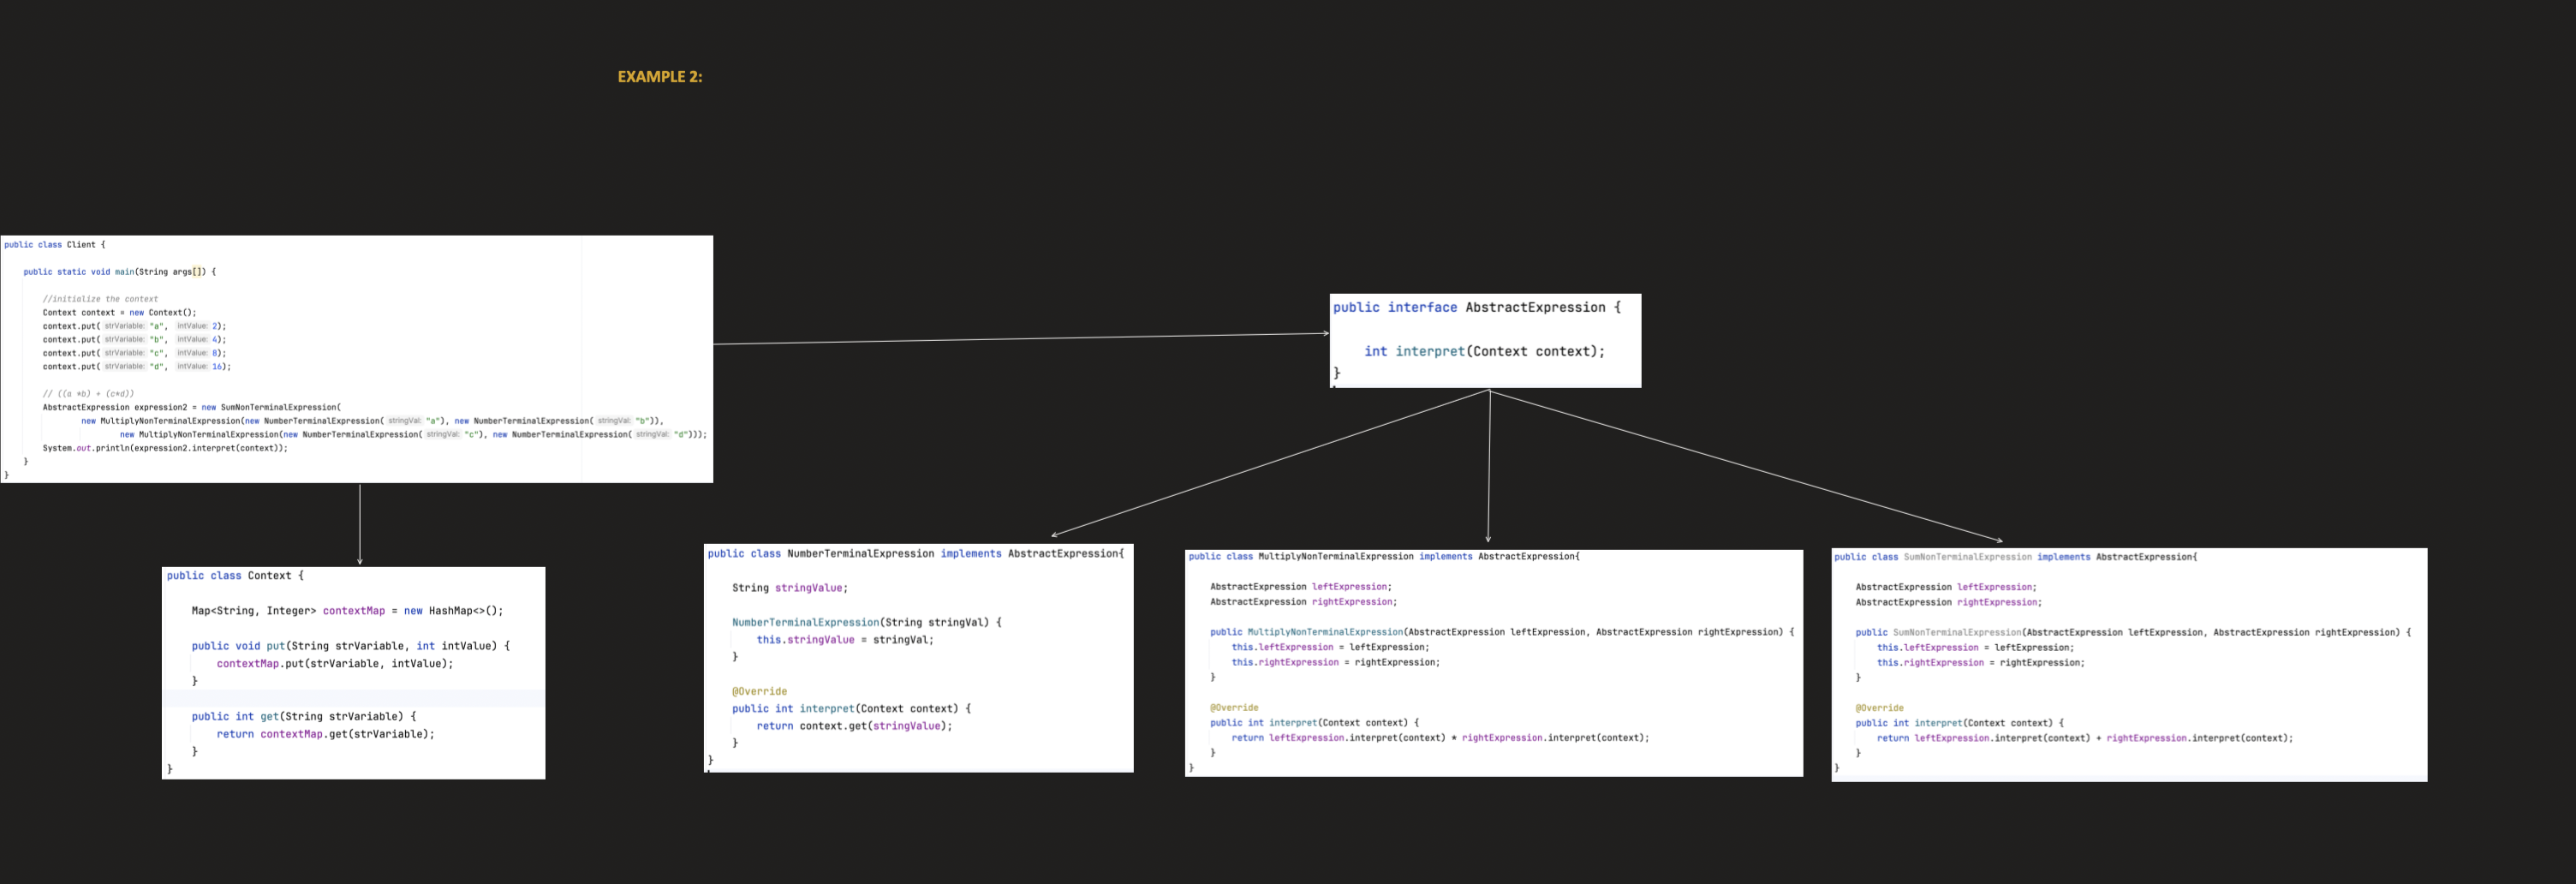 EXAMPLE 2:
public class Client {
public static void main(String args[]) {
//initialize the context
Context context = new Context();
context.put( strVariable: "a", intValue: 2);
context.put( strVariable: "b", intValue: 4);
context.put( strVariable: "c", intValue: 8);
context.put( strVariable: "d", intValue: 16);
// ((a *b) + (c*d))
AbstractExpression expression2 = new SumNonTerminalExpression(
new MultiplyNonTerminalExpression(new NumberTerminalExpression( stringVal: "a"), new NumberTerminalExpression( stringVal: "b")),
new MultiplyNonTerminalExpression(new NumberTerminalExpression( stringVal: "c"), new NumberTerminalExpression( stringVal: "d")));
System.out.println(expression2.interpret(context));
}
}
public interface AbstractExpression {
int interpret(Context context);
}
public class Context {
Map<String, Integer> contextMap = new HashMap<>();
public void put(String strVariable, int intValue) {
contextMap.put(strVariable, intValue);
}
public int get(String strVariable) {
return contextMap.get(strVariable);
}
}
public class NumberTerminalExpression implements AbstractExpression{
String stringValue;
NumberTerminalExpression(String stringVal) {
this.stringValue = stringVal;
}
@Override
public int interpret(Context context) {
return context.get(stringValue);
}
}
public class MultiplyNonTerminalExpression implements AbstractExpression{
AbstractExpression leftExpression;
AbstractExpression rightExpression;
public MultiplyNonTerminalExpression(AbstractExpression leftExpression, AbstractExpression rightExpression) {
this.leftExpression = leftExpression;
this.rightExpression = rightExpression;
}
@Override
public int interpret(Context context) {
return leftExpression.interpret(context) * rightExpression.interpret(context);
}
}
public class SumNonTerminalExpression implements AbstractExpression{
AbstractExpression leftExpression;
AbstractExpression rightExpression;
public SumNonTerminalExpression(AbstractExpression leftExpression, AbstractExpression rightExpression) {
this.leftExpression = leftExpression;
this.rightExpression = rightExpression;
}
@Override
public int interpret(Context context) {
return leftExpression.interpret(context) + rightExpression.interpret(context);
}
}